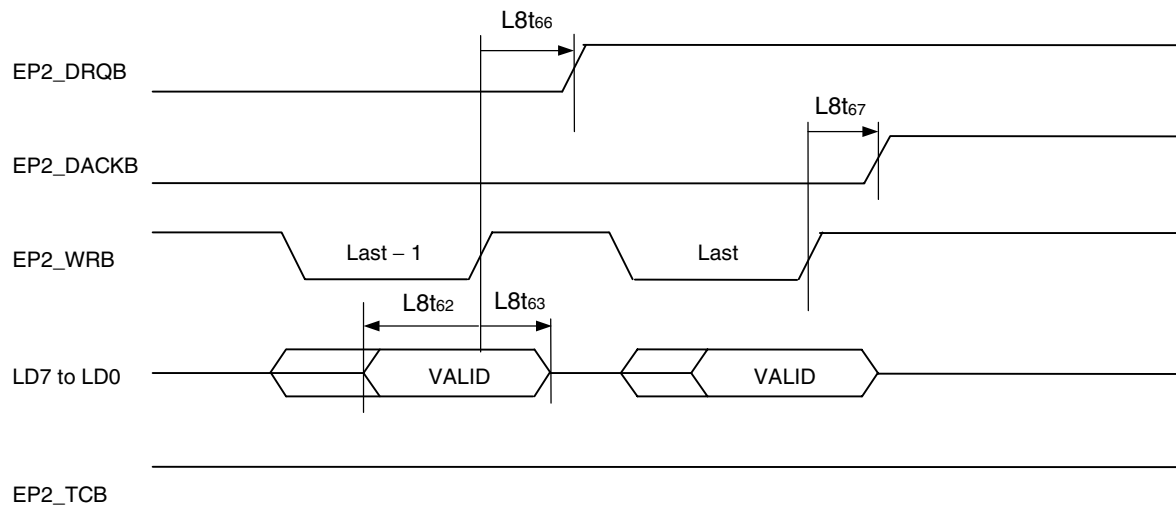 L8t66
EP2_DRQB
L8t67
EP2_DACKB
EP2_WRB
Last – 1
Last
L8t62
L8t63
LD7 to LD0
VALID
VALID
EP2_TCB